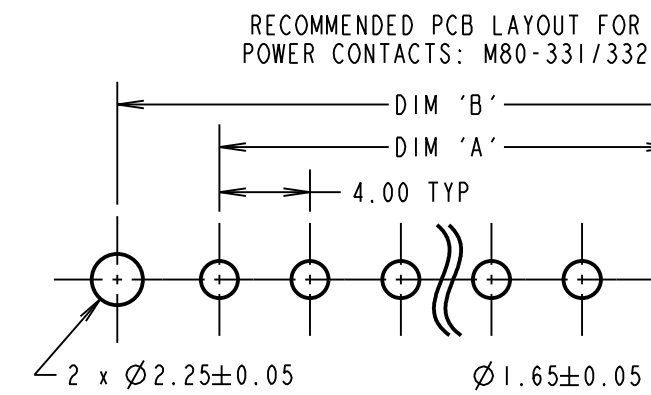 RECOMMENDED PCB LAYOUT FOR
POWER CONTACTS: M80-331/332
DIM 'B'
DIM 'A'
4.00 TYP
2 x Ø2.25±0.05
Ø1.65±0.05